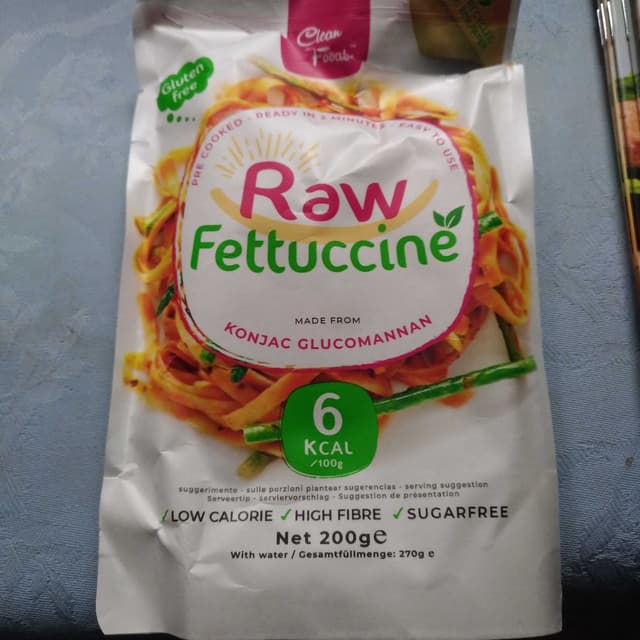 Clean
Foods
Gluten
free
PRE COOKED - READY IN 5 MINUTES - EASY TO USE
Raw
Fettuccine
MADE FROM
KONJAC GLUCOMANNAN
6
KCAL
/100g
suggerimento - sulle porzioni plantear sugerencias - serving suggestion
Serveertip - serviervorschlag - Suggestion de présentation
✓LOW CALORIE ✓HIGH FIBRE ✓SUGARFREE
Net 200g℮
With water / Gesamtfüllmenge: 270g ℮